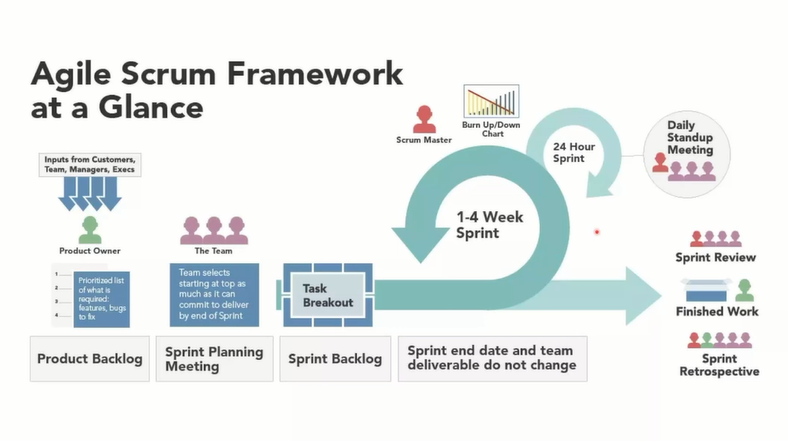 Agile Scrum Framework
at a Glance
Inputs from Customers,
Team, Managers, Execs
Product Owner
The Team
1
2
3
4
Prioritized list
of what is
required:
features, bugs
to fix
Team selects
starting at top as
much as it can
commit to deliver
by end of Sprint
Task
Breakout
Scrum Master
Burn Up/Down
Chart
1-4 Week
Sprint
24 Hour
Sprint
Daily
Standup
Meeting
Sprint Review
Finished Work
Sprint
Retrospective
Product Backlog
Sprint Planning
Meeting
Sprint Backlog
Sprint end date and team
deliverable do not change